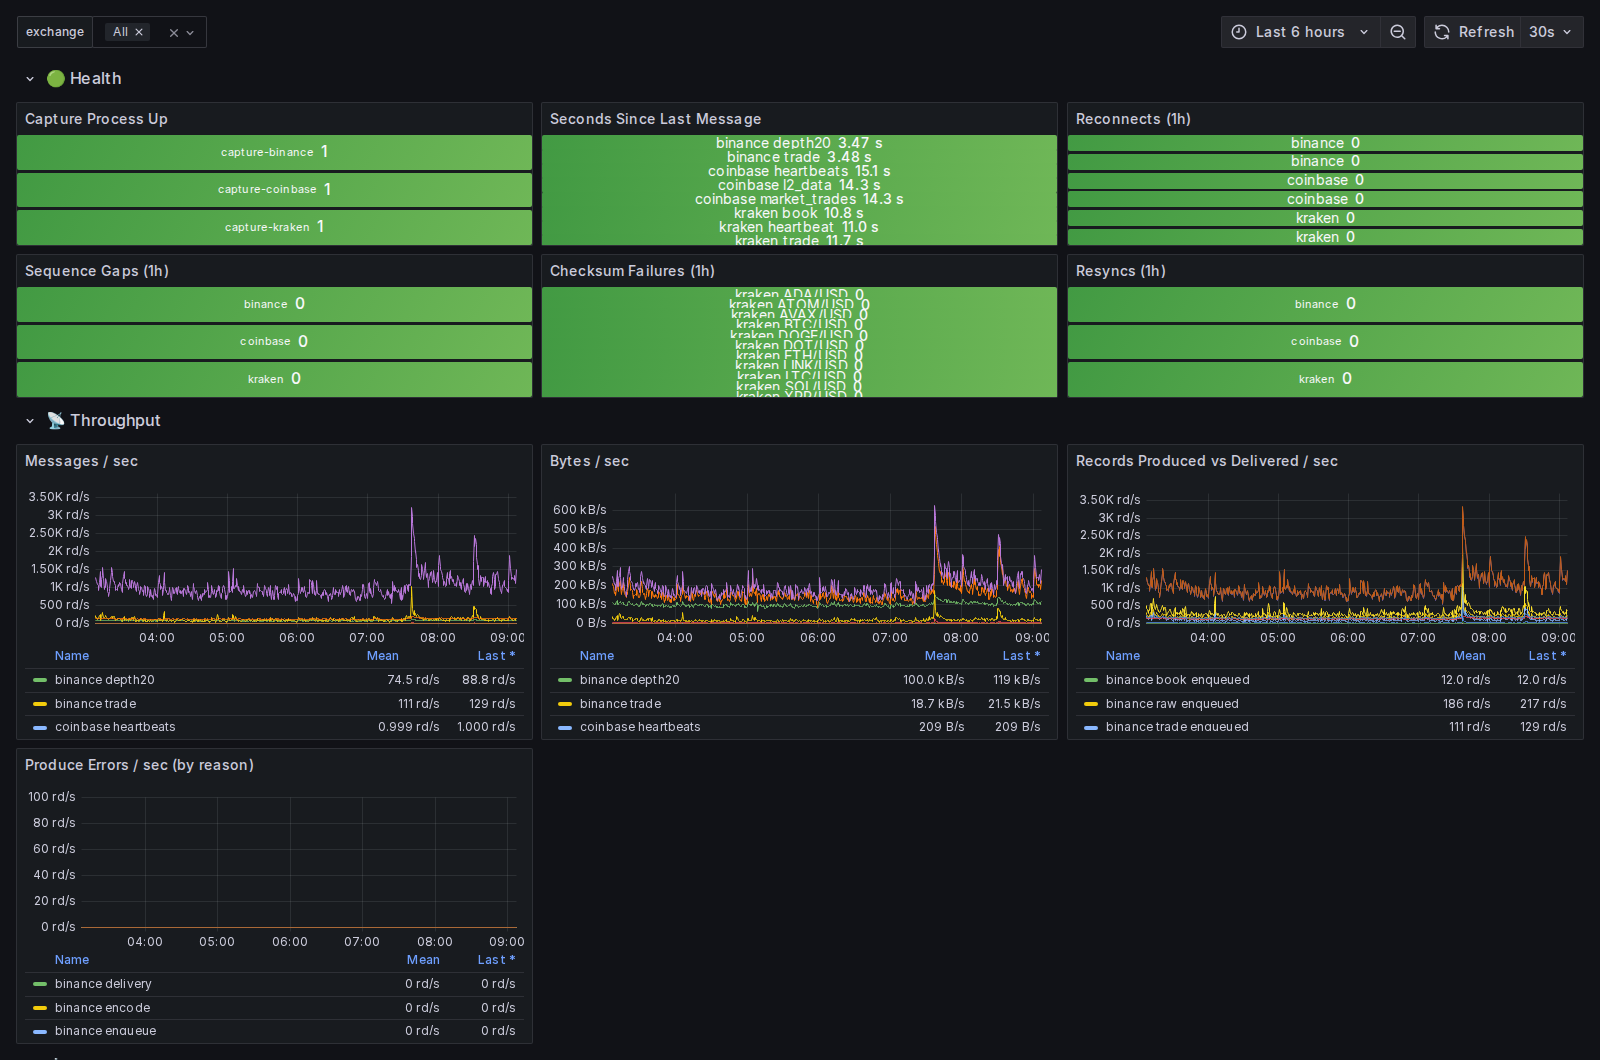 exchange All
Last 6 hours Refresh 30s
Health
Capture Process Up
capture-binance 1
capture-coinbase 1
capture-kraken 1
Seconds Since Last Message
binance depth20 3.47 s
binance trade 3.48 s
coinbase heartbeats 15.1 s
coinbase l2_data 14.3 s
coinbase market_trades 14.3 s
kraken book 10.8 s
kraken heartbeat 11.0 s
kraken trade 11.7 s
Reconnects (1h)
binance 0
binance 0
coinbase 0
coinbase 0
kraken 0
kraken 0
Sequence Gaps (1h)
binance 0
coinbase 0
kraken 0
Checksum Failures (1h)
kraken ADA/USD 0
kraken ATOM/USD 0
kraken AVAX/USD 0
kraken BTC/USD 0
kraken DOGE/USD 0
kraken DOT/USD 0
kraken ETH/USD 0
kraken LINK/USD 0
kraken LTC/USD 0
kraken SOL/USD 0
kraken XRP/USD 0
Resyncs (1h)
binance 0
coinbase 0
kraken 0
Throughput
Messages / sec
3.50K rd/s
3K rd/s
2.50K rd/s
2K rd/s
1.50K rd/s
1K rd/s
500 rd/s
0 rd/s
04:00 05:00 06:00 07:00 08:00 09:00
Name Mean Last *
binance depth20 74.5 rd/s 88.8 rd/s
binance trade 111 rd/s 129 rd/s
coinbase heartbeats 0.999 rd/s 1.000 rd/s
Bytes / sec
600 kB/s
500 kB/s
400 kB/s
300 kB/s
200 kB/s
100 kB/s
0 B/s
04:00 05:00 06:00 07:00 08:00 09:00
Name Mean Last *
binance depth20 100.0 kB/s 119 kB/s
binance trade 18.7 kB/s 21.5 kB/s
coinbase heartbeats 209 B/s 209 B/s
Records Produced vs Delivered / sec
3.50K rd/s
3K rd/s
2.50K rd/s
2K rd/s
1.50K rd/s
1K rd/s
500 rd/s
0 rd/s
04:00 05:00 06:00 07:00 08:00 09:00
Name Mean Last *
binance book enqueued 12.0 rd/s 12.0 rd/s
binance raw enqueued 186 rd/s 217 rd/s
binance trade enqueued 111 rd/s 129 rd/s
Produce Errors / sec (by reason)
100 rd/s
80 rd/s
60 rd/s
40 rd/s
20 rd/s
0 rd/s
04:00 05:00 06:00 07:00 08:00 09:00
Name Mean Last *
binance delivery 0 rd/s 0 rd/s
binance encode 0 rd/s 0 rd/s
binance enqueue 0 rd/s 0 rd/s